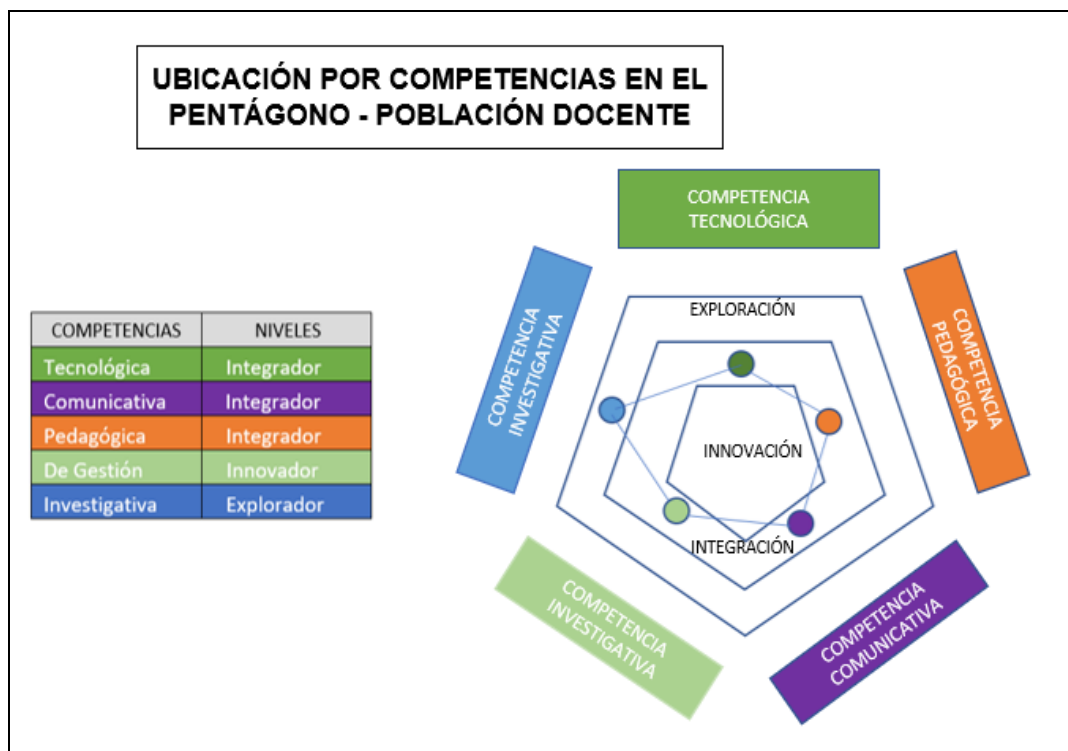 UBICACIÓN POR COMPETENCIAS EN EL
PENTÁGONO - POBLACIÓN DOCENTE
COMPETENCIAS NIVELES
Tecnológica Integrador
Comunicativa Integrador
Pedagógica Integrador
De Gestión Innovador
Investigativa Explorador
COMPETENCIA
TECNOLÓGICA
COMPETENCIA
INVESTIGATIVA
COMPETENCIA
PEDAGÓGICA
EXPLORACIÓN
INNOVACIÓN
INTEGRACIÓN
COMPETENCIA
INVESTIGATIVA
COMPETENCIA
COMUNICATIVA